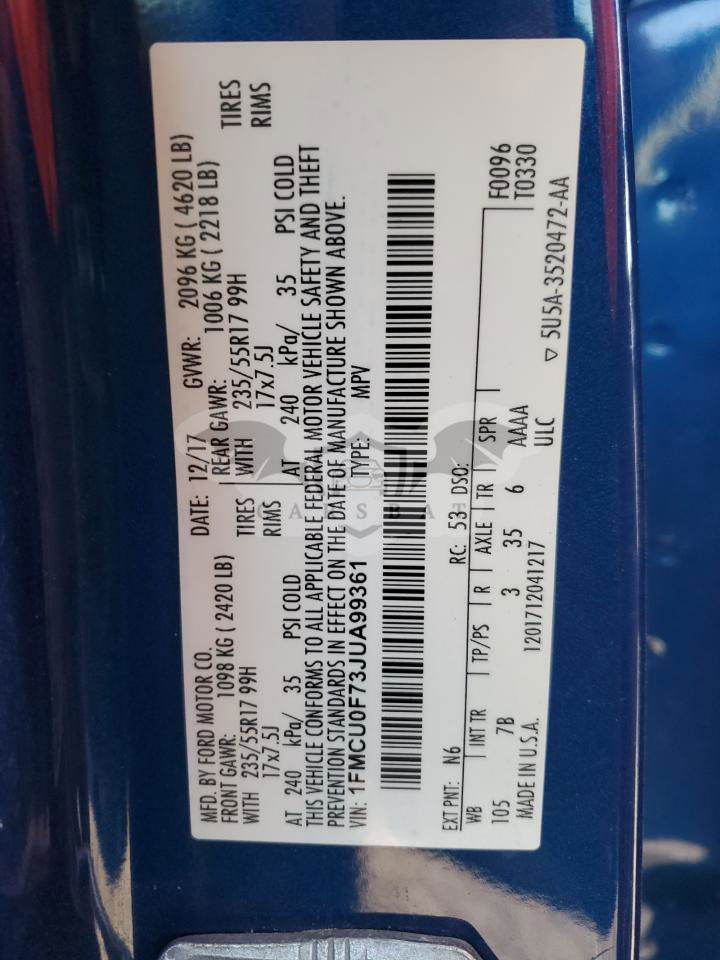 MFD. BY FORD MOTOR CO. DATE: 12/17 GVWR: 2096 KG ( 4620 LB)
FRONT GAWR: 1098 KG ( 2420 LB) REAR GAWR: 1006 KG ( 2218 LB)
WITH 235/55R17 99H TIRES WITH 235/55R17 99H TIRES
17x7.5J RIMS 17x7.5J RIMS
AT 240 kPa/ 35 PSI COLD AT 240 kPa/ 35 PSI COLD
THIS VEHICLE CONFORMS TO ALL APPLICABLE FEDERAL MOTOR VEHICLE SAFETY AND THEFT
PREVENTION STANDARDS IN EFFECT ON THE DATE OF MANUFACTURE SHOWN ABOVE.
VIN: 1FMCU0F73JUA99361 TYPE: MPV
CARSBAT
EXT PNT: N6 RC: 53 DSO: F0096
WB INT TR TP/PS R AXLE TR SPR T0330
105 7B 3 35 6 AAAA
MADE IN U.S.A. 1201712041217 ULC ▽ 5U5A-3520472-AA